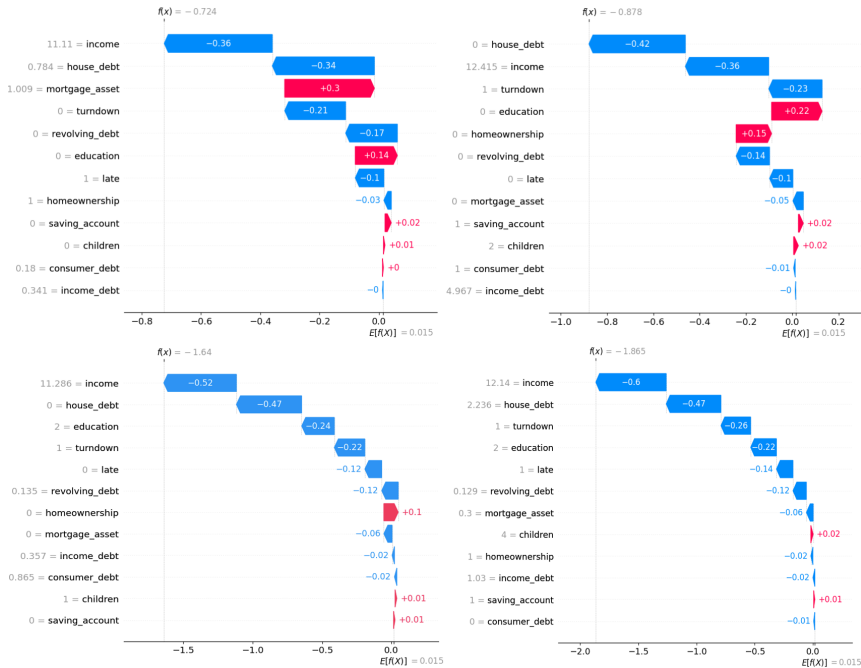 f(x) = −0.724
11.11 = income −0.36
0.784 = house_debt −0.34
1.009 = mortgage_asset +0.3
0 = turndown −0.21
0 = revolving_debt −0.17
0 = education +0.14
1 = late −0.1
1 = homeownership −0.03
0 = saving_account +0.02
0 = children +0.01
0.18 = consumer_debt +0
0.341 = income_debt −0
−0.8 −0.6 −0.4 −0.2 0.0
E[f(X)] = 0.015
f(x) = −0.878
0 = house_debt −0.42
12.415 = income −0.36
1 = turndown −0.23
0 = education +0.22
0 = homeownership +0.15
0 = revolving_debt −0.14
0 = late −0.1
0 = mortgage_asset −0.05
1 = saving_account +0.02
2 = children +0.02
1 = consumer_debt −0.01
4.967 = income_debt −0
−1.0 −0.8 −0.6 −0.4 −0.2 0.0 0.2
E[f(X)] = 0.015
f(x) = −1.64
11.286 = income −0.52
0 = house_debt −0.47
2 = education −0.24
1 = turndown −0.22
0 = late −0.12
0.135 = revolving_debt −0.12
0 = homeownership +0.1
0 = mortgage_asset −0.06
0.357 = income_debt −0.02
0.865 = consumer_debt −0.02
1 = children +0.01
0 = saving_account +0.01
−1.5 −1.0 −0.5 0.0
E[f(X)] = 0.015
f(x) = −1.865
12.14 = income −0.6
2.236 = house_debt −0.47
1 = turndown −0.26
2 = education −0.22
1 = late −0.14
0.129 = revolving_debt −0.12
0.3 = mortgage_asset −0.06
4 = children +0.02
1 = homeownership −0.02
1.03 = income_debt −0.02
1 = saving_account +0.01
0 = consumer_debt −0.01
−2.0 −1.5 −1.0 −0.5 0.0
E[f(X)] = 0.015